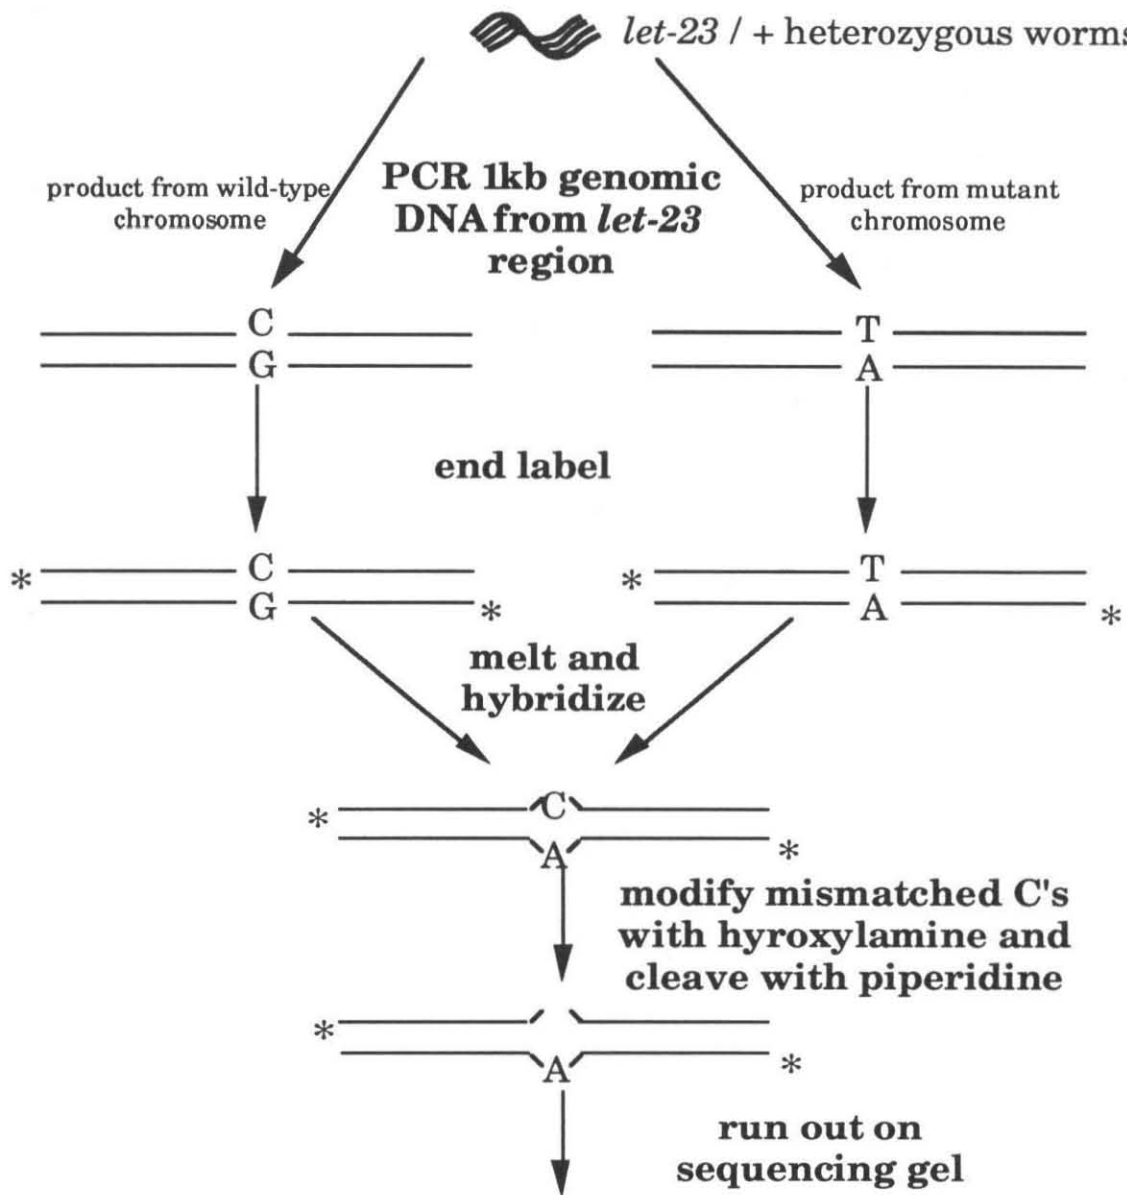 let-23 / + heterozygous worms
PCR 1kb genomic
DNA from let-23
region
product from wild-type
chromosome
product from mutant
chromosome
C
G
T
A
end label
* C
G *
* T
A *
melt and
hybridize
* C
A *
modify mismatched C's
with hyroxylamine and
cleave with piperidine
*
A *
run out on
sequencing gel